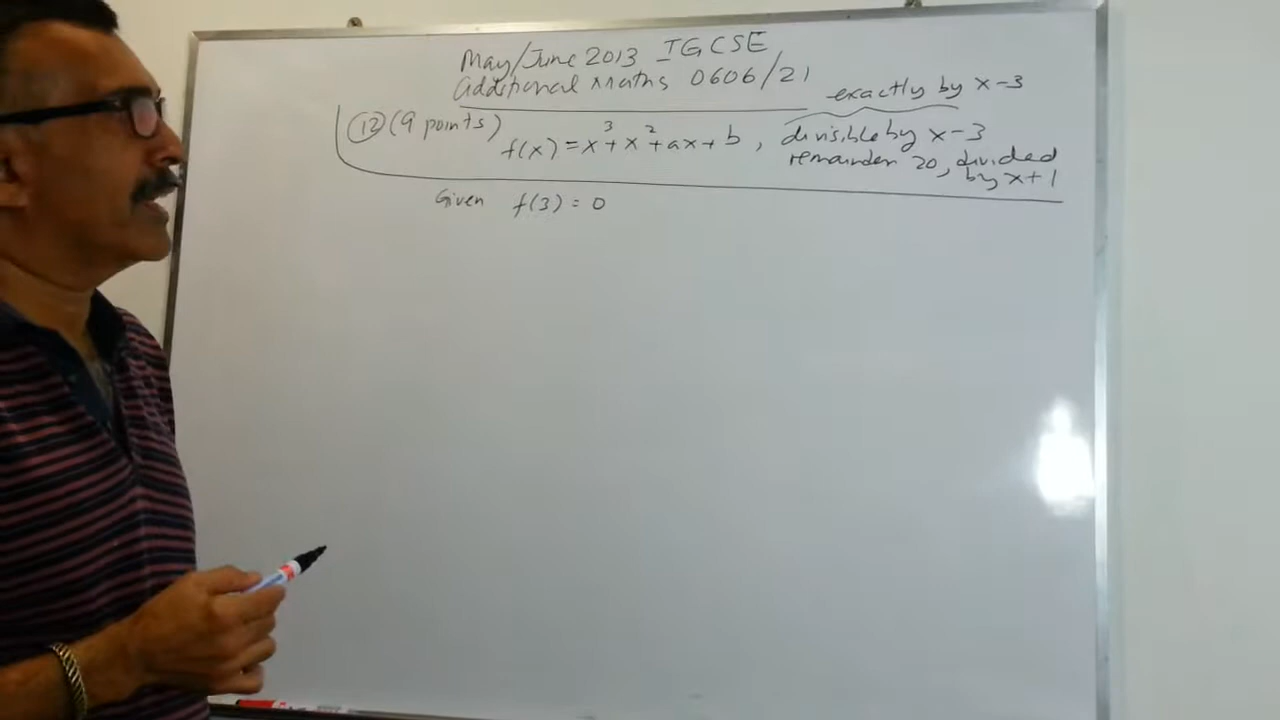 May/June 2013 IGCSE
Additional Maths 0606/21
exactly by x-3
12 (9 points)
f(x) = x³+x²+ax+b, divisible by x-3
remainder 20, divided
by x+1
Given f(3) = 0